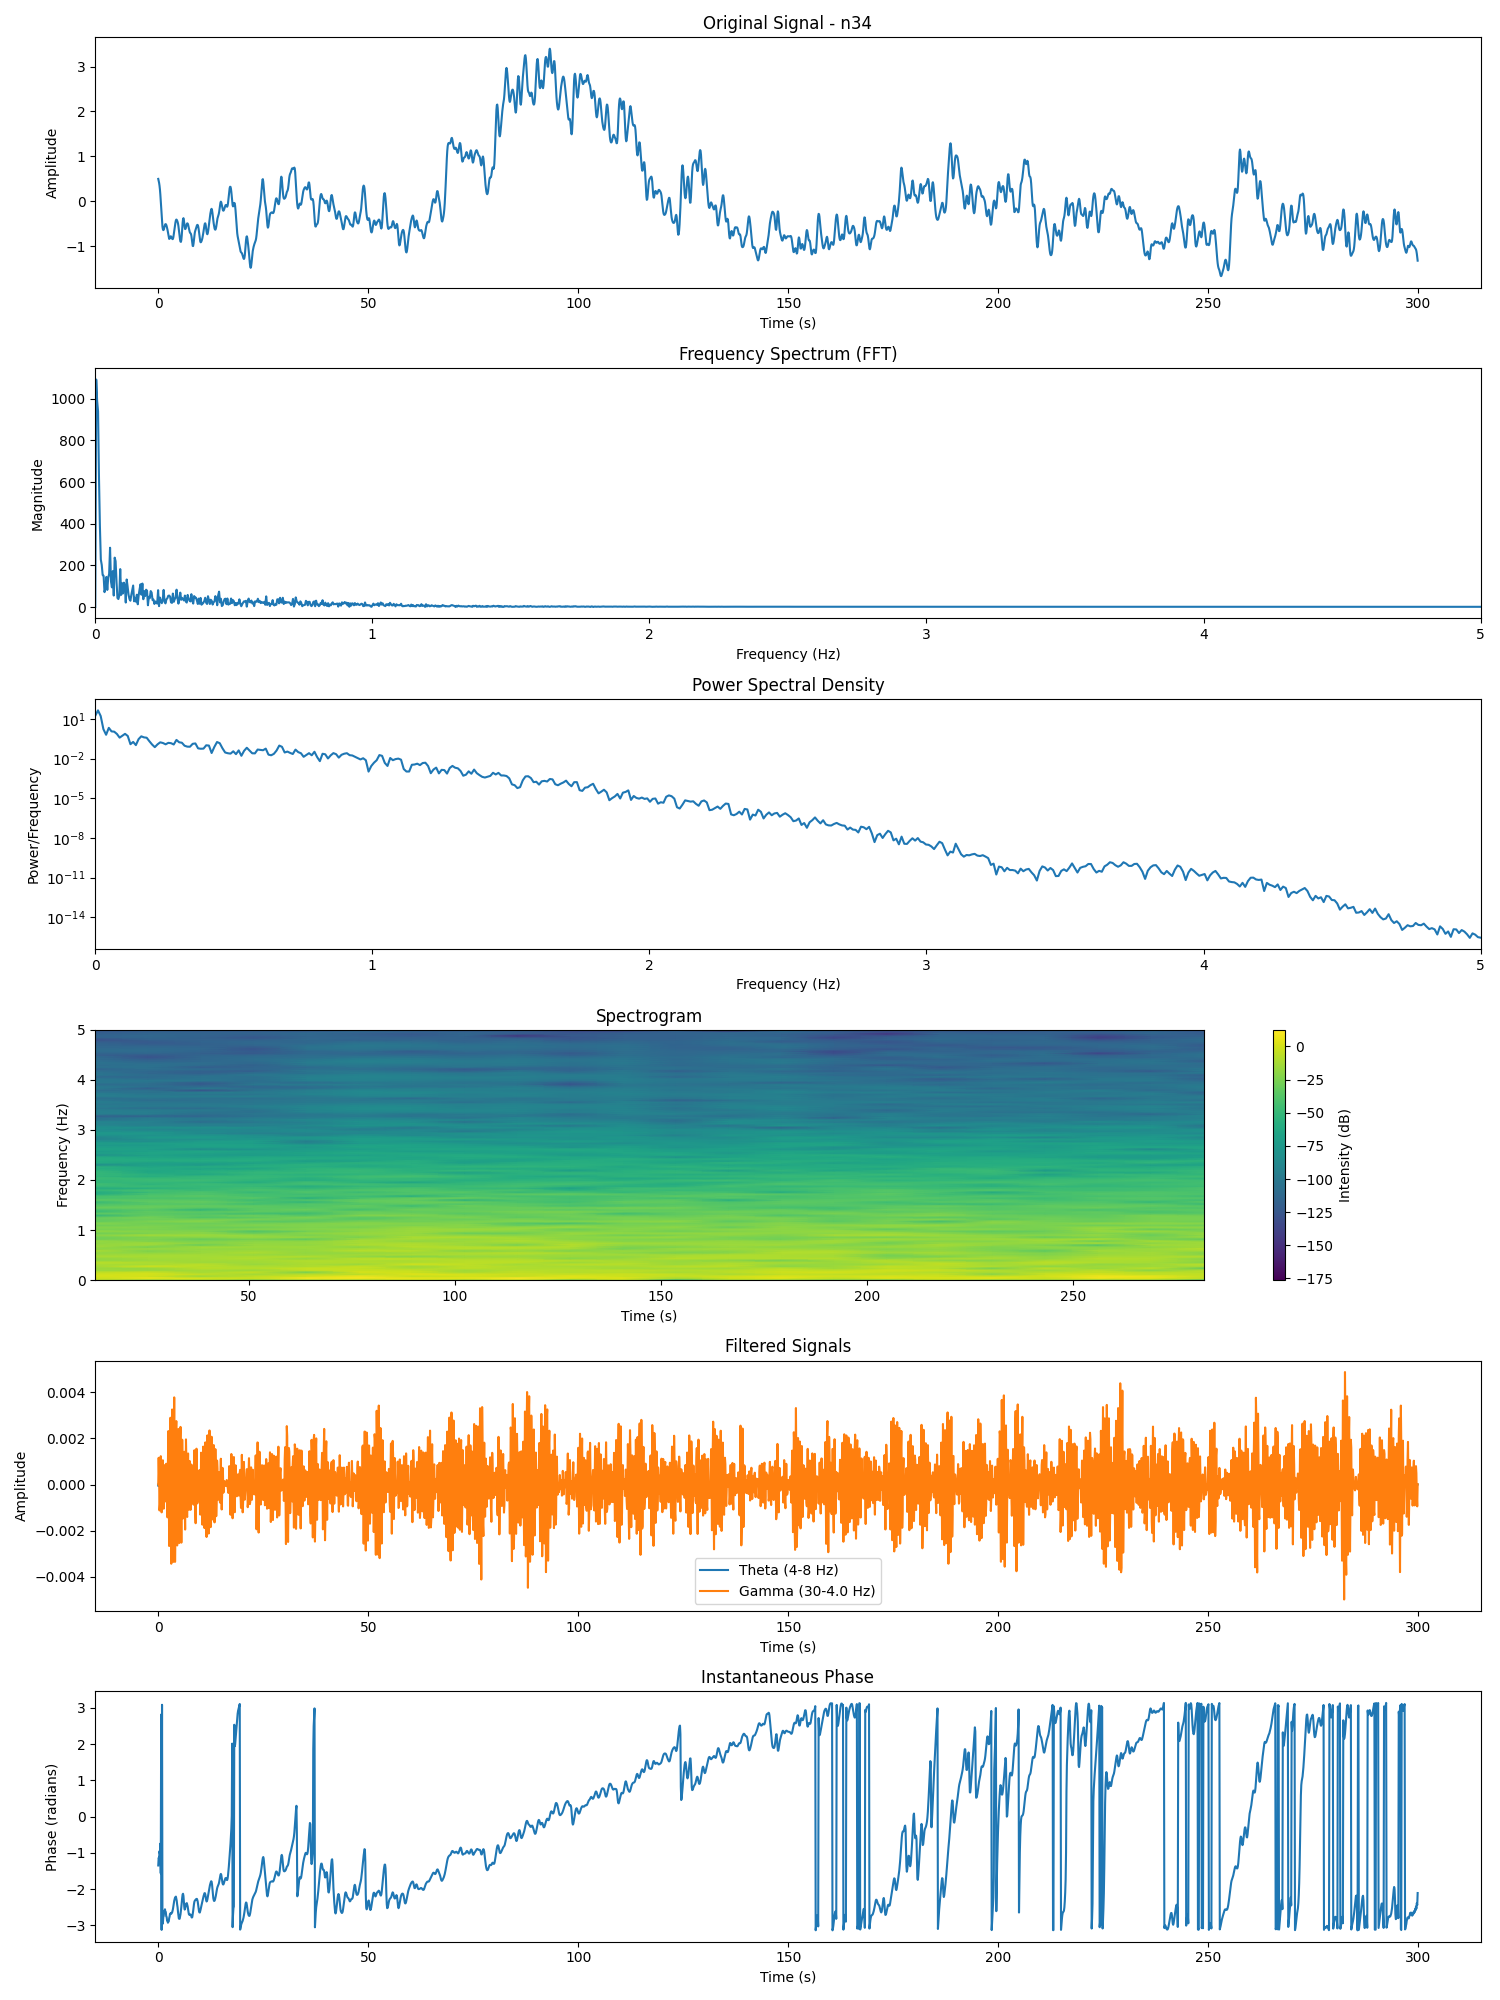 Original Signal - n34
Amplitude
3
2
1
0
−1
0 50 100 150 200 250 300
Time (s)
Frequency Spectrum (FFT)
Magnitude
1000
800
600
400
200
0
0 1 2 3 4 5
Frequency (Hz)
Power Spectral Density
Power/Frequency
10^1
10^−2
10^−5
10^−8
10^−11
10^−14
0 1 2 3 4 5
Frequency (Hz)
Spectrogram
Frequency (Hz)
5
4
3
2
1
0
50 100 150 200 250
Time (s)
0
−25
−50
−75
−100
−125
−150
−175
Intensity (dB)
Filtered Signals
Amplitude
0.004
0.002
0.000
−0.002
−0.004
Theta (4-8 Hz)
Gamma (30-4.0 Hz)
0 50 100 150 200 250 300
Time (s)
Instantaneous Phase
Phase (radians)
3
2
1
0
−1
−2
−3
0 50 100 150 200 250 300
Time (s)